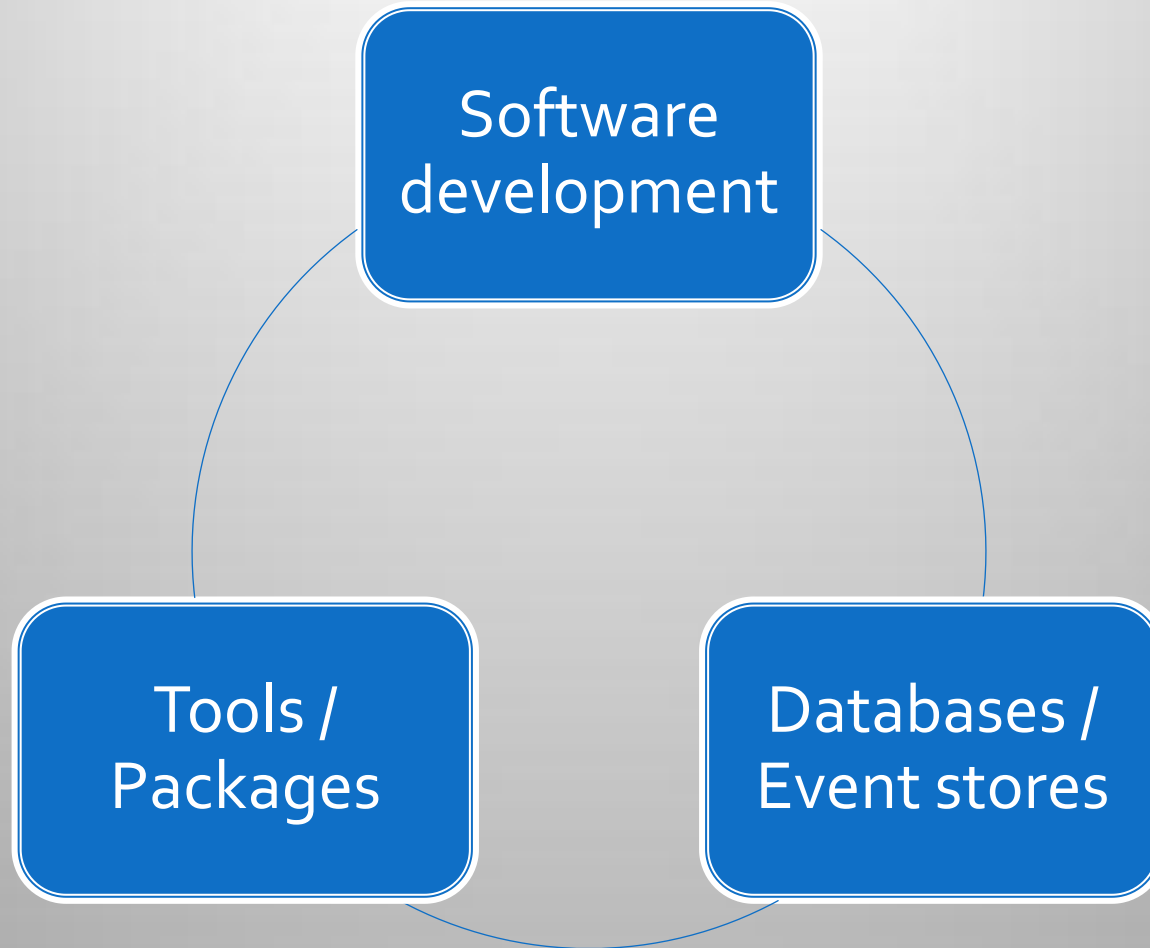 Software
development
Tools /
Packages
Databases /
Event stores